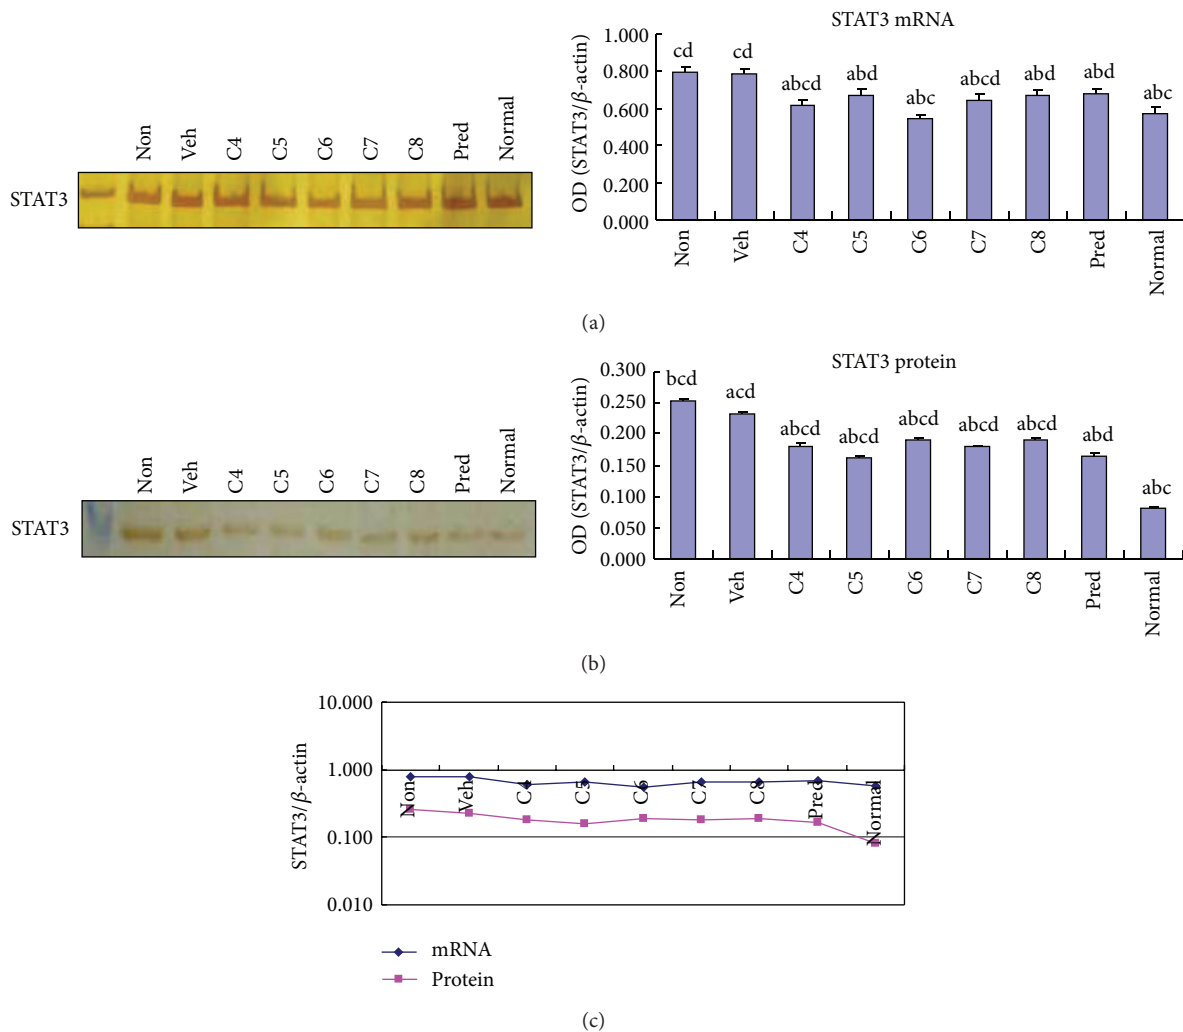 STAT3
Non Veh C4 C5 C6 C7 C8 Pred Normal
STAT3 mRNA
OD (STAT3/β-actin)
1.000
0.800
0.600
0.400
0.200
0.000
cd cd abcd abd abc abcd abd abd abc
Non Veh C4 C5 C6 C7 C8 Pred Normal
(a)
STAT3
Non Veh C4 C5 C6 C7 C8 Pred Normal
STAT3 protein
OD (STAT3/β-actin)
0.300
0.250
0.200
0.150
0.100
0.050
0.000
bcd acd abcd abcd abcd abcd abcd abd abc
Non Veh C4 C5 C6 C7 C8 Pred Normal
(b)
STAT3/β-actin
10.000
1.000
0.100
0.010
Non Veh C4 C5 C6 C7 C8 Pred Normal
mRNA
Protein
(c)